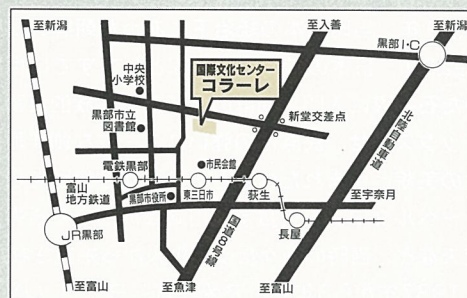 至新潟
至入善
至新潟
黒部I・C
中央
小学校
国際文化センター
コラーレ
黒部市立
図書館
新堂交差点
北陸自動車道
電鉄黒部
市民会館
富山
地方鉄道
黒部市役所
東三日市
荻生
至宇奈月
JR黒部
国道8号線
長屋
至富山
至魚津
至富山